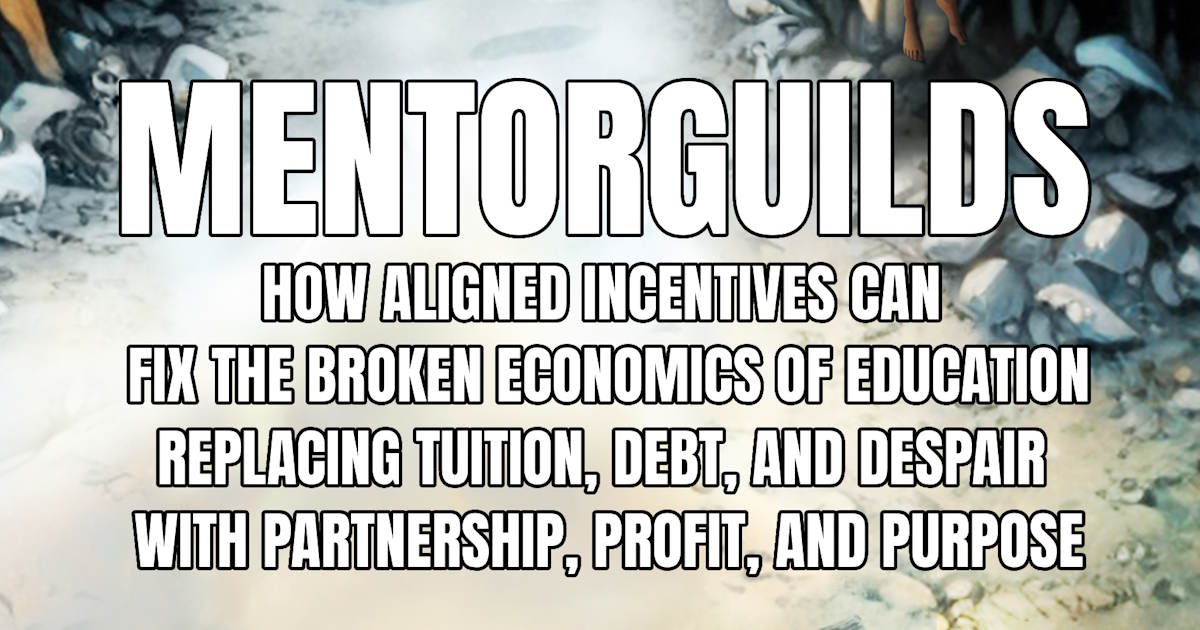 MENTORGUILDS
HOW ALIGNED INCENTIVES CAN
FIX THE BROKEN ECONOMICS OF EDUCATION
REPLACING TUITION, DEBT, AND DESPAIR
WITH PARTNERSHIP, PROFIT, AND PURPOSE